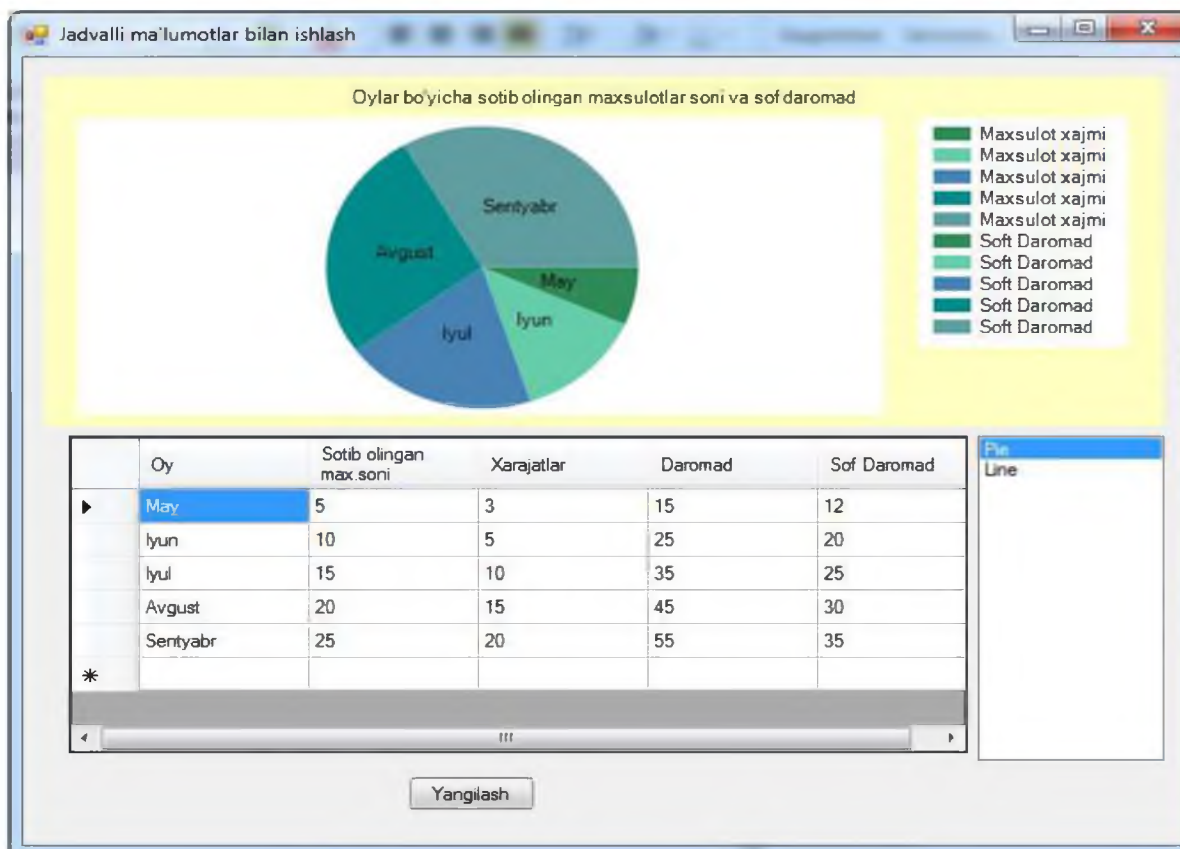 Jadvalli ma'lumotlar bilan ishlash
Oylar bo'yicha sotib olingan maxsulotlar soni va sof daromad
Maxsulot xajmi
Maxsulot xajmi
Maxsulot xajmi
Maxsulot xajmi
Maxsulot xajmi
Soft Daromad
Soft Daromad
Soft Daromad
Soft Daromad
Soft Daromad
Sentyabr
Avgust
May
Iyun
Iyul
Oy Sotib olingan max.soni Xarajatlar Daromad Sof Daromad
May 5 3 15 12
Iyun 10 5 25 20
Iyul 15 10 35 25
Avgust 20 15 45 30
Sentyabr 25 20 55 35
Pie
Line
Yangilash